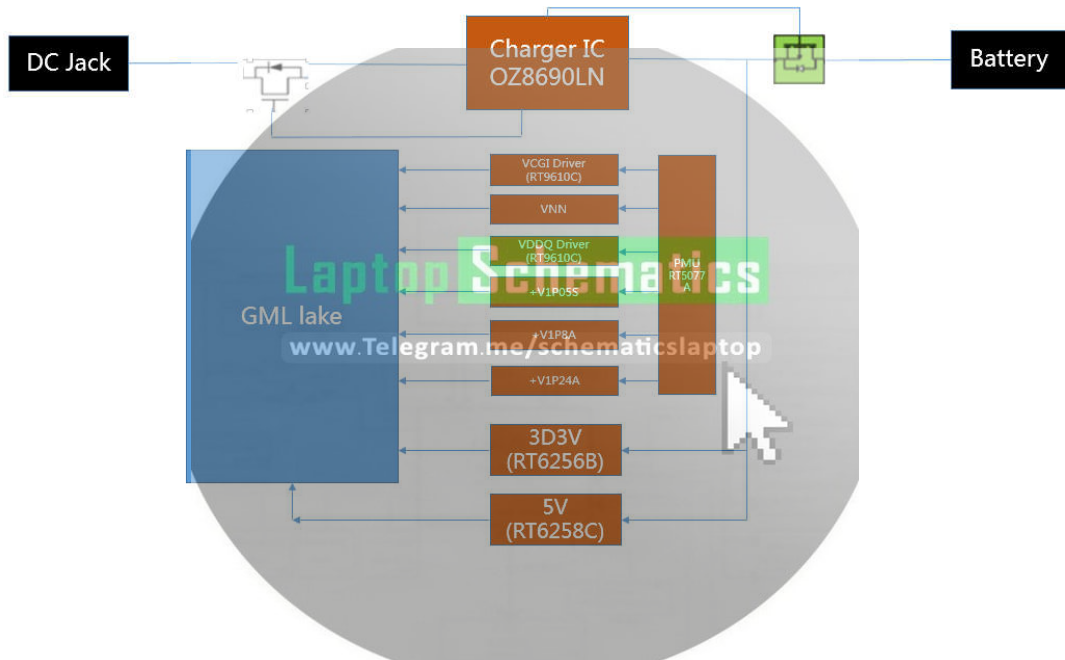 DC Jack
Charger IC
OZ8690LN
Battery
VCGI Driver
(RT9610C)
VNN
VDDQ Driver
(RT9610C)
PMU
RT5077
A
Laptop Schematics
+V1P05S
GML lake
+V1P8A
www.Telegram.me/schematicslaptop
+V1P24A
3D3V
(RT6256B)
5V
(RT6258C)